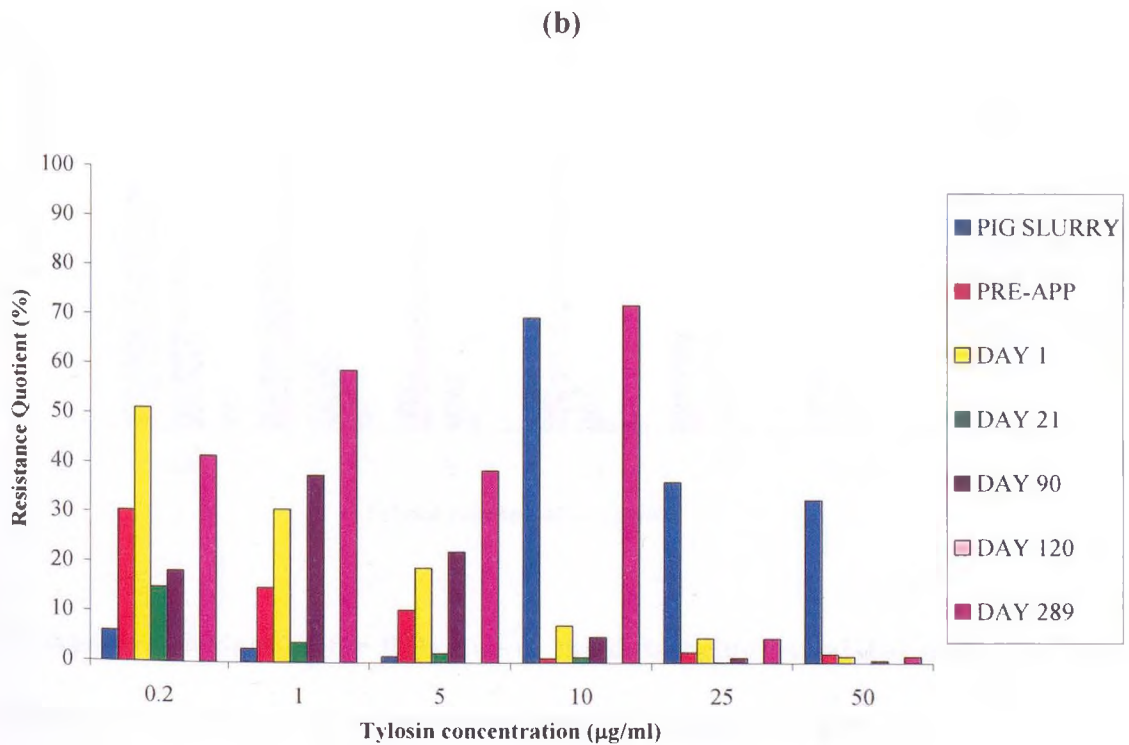 (b)
Resistance Quotient (%)
100
90
80
70
60
50
40
30
20
10
0
0.2 1 5 10 25 50
Tylosin concentration (µg/ml)
PIG SLURRY
PRE-APP
DAY 1
DAY 21
DAY 90
DAY 120
DAY 289